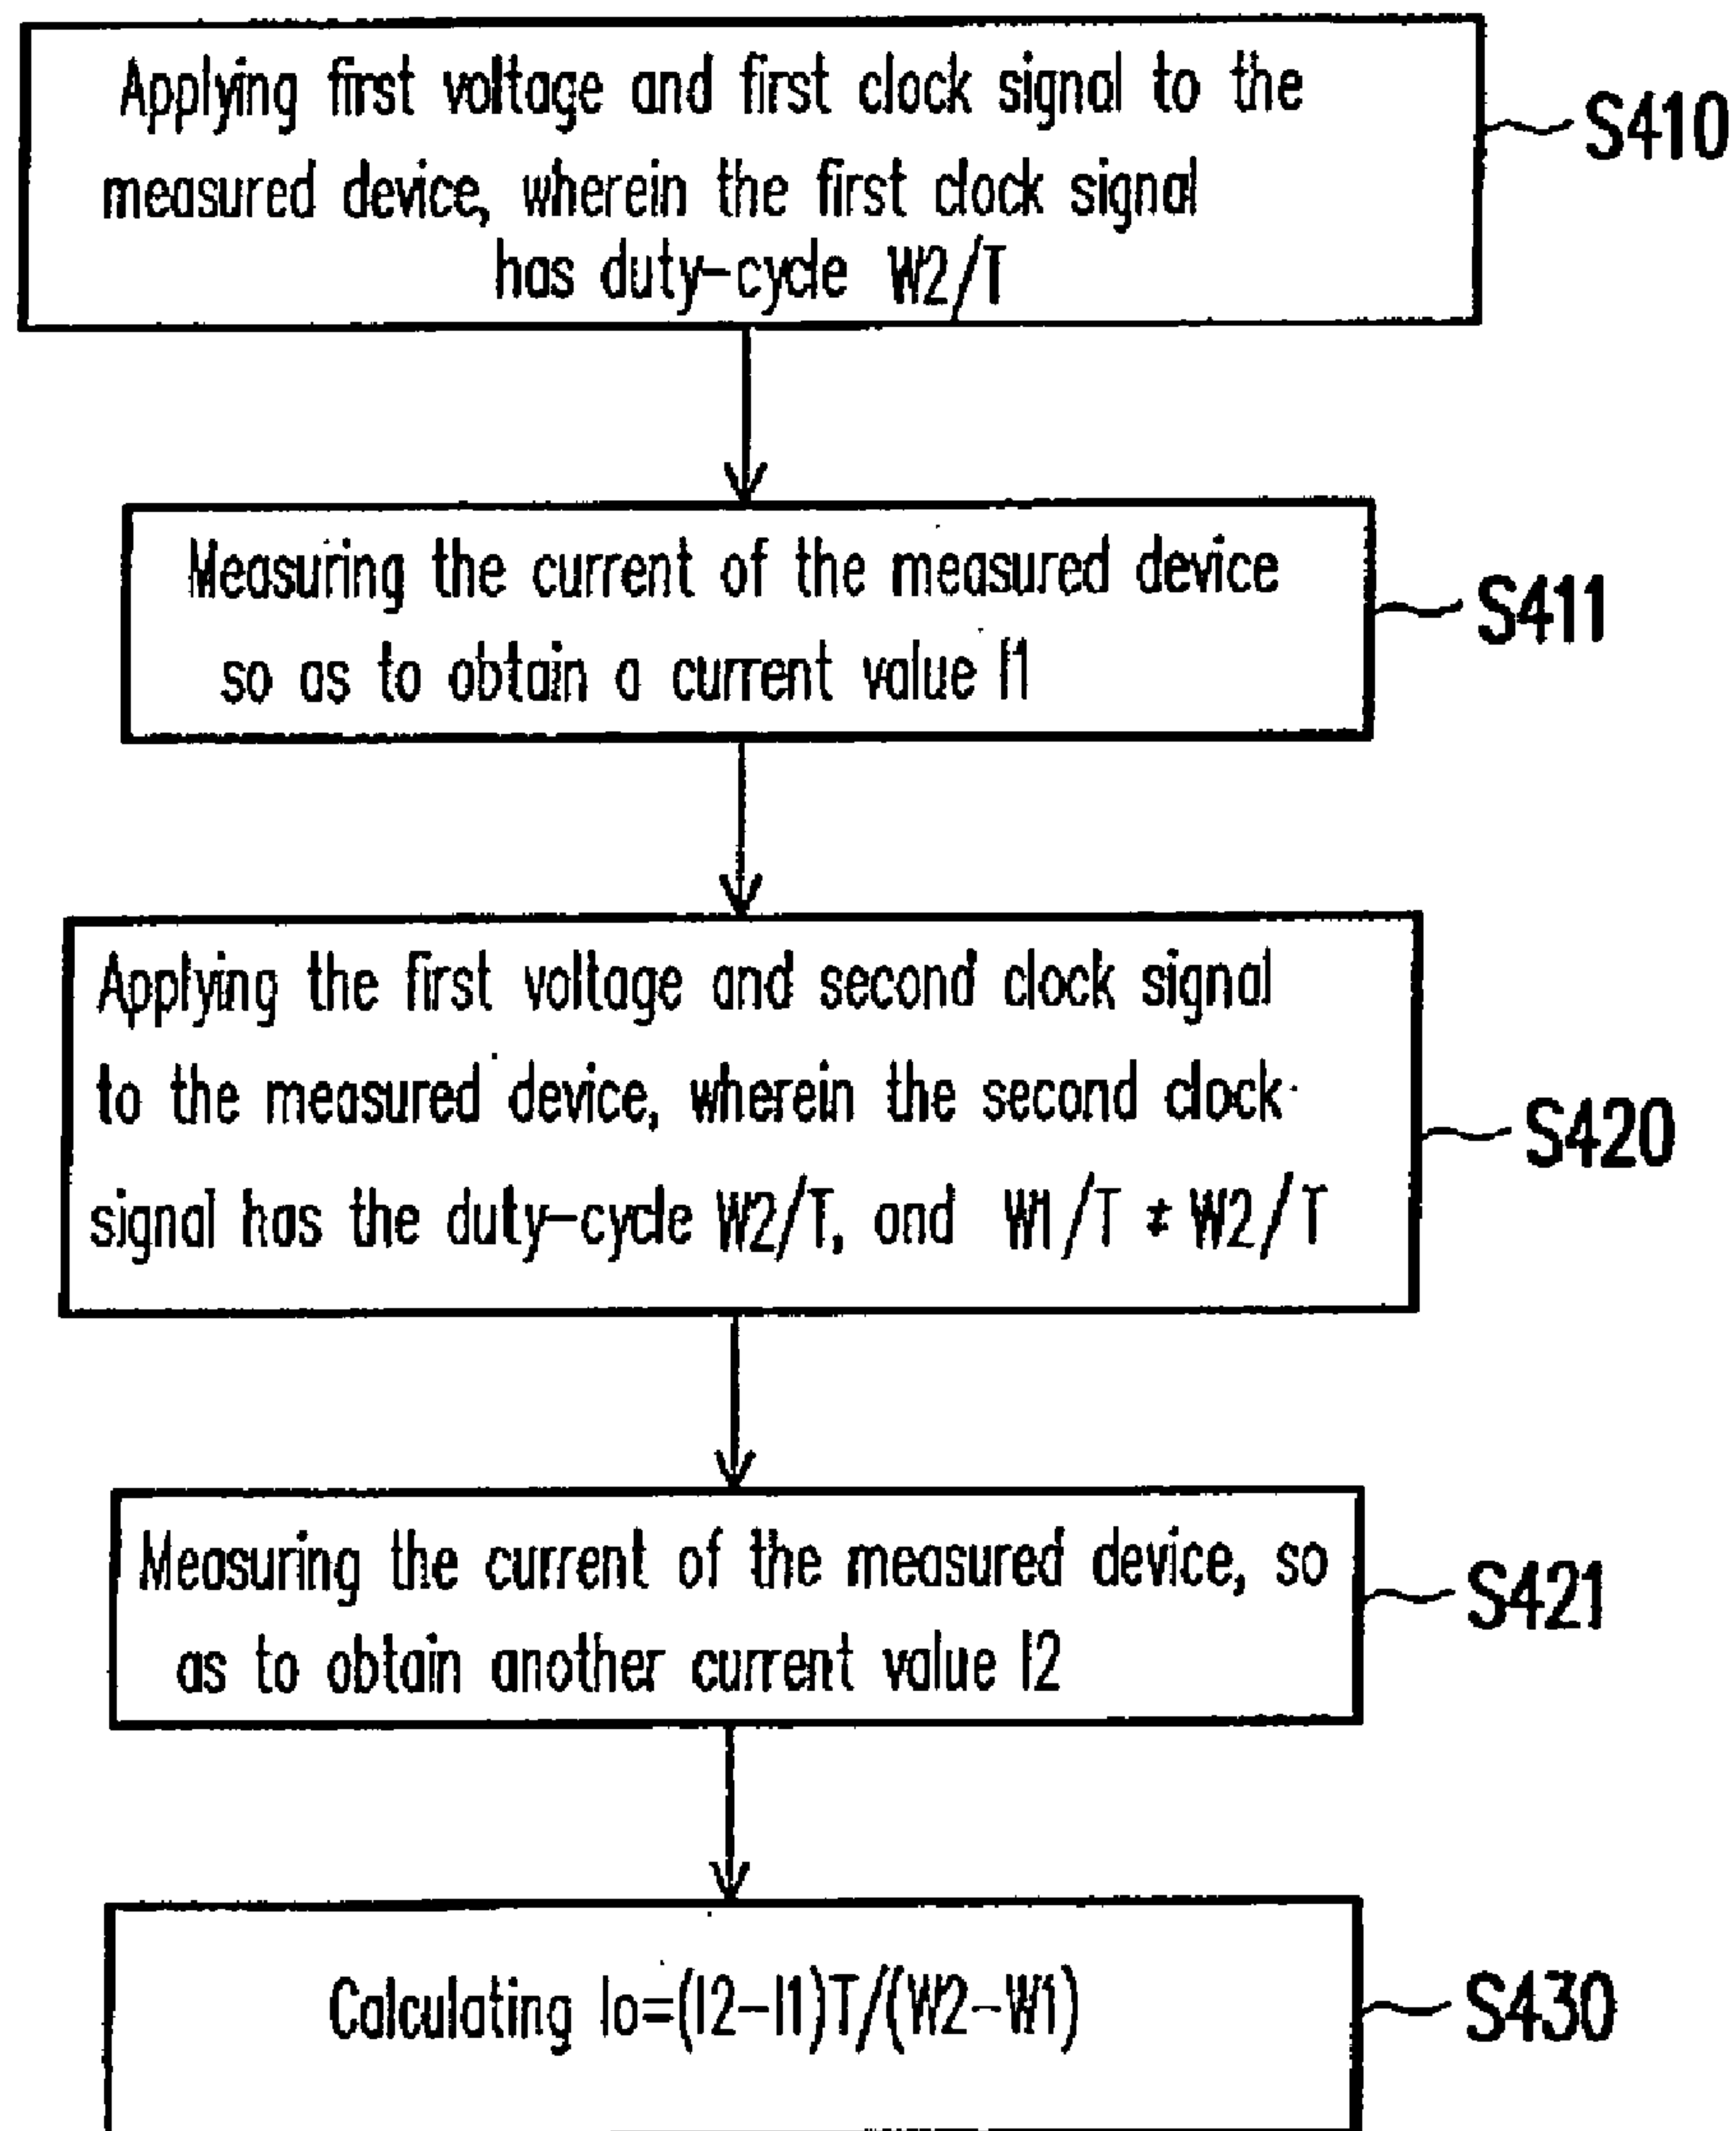 Applying first voltage and first clock signal to the
measured device, wherein the first clock signal
has duty-cycle W2/T
S410
Measuring the current of the measured device
so as to obtain a current value I1
S411
Applying the first voltage and second clock signal
to the measured device, wherein the second clock
signal has the duty-cycle W2/T, and W1/T ≠ W2/T
S420
Measuring the current of the measured device, so
as to obtain another current value I2
S421
Calculating Io=(I2-I1)T/(W2-W1)
S430